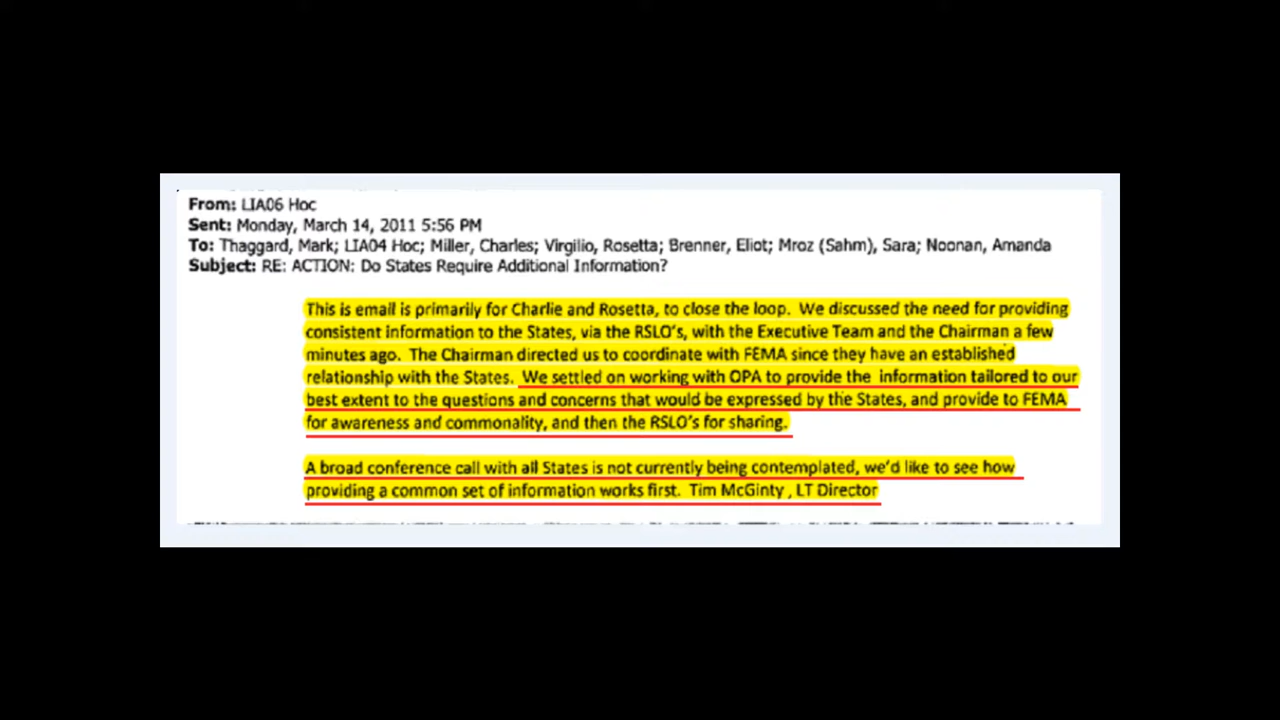 From: LIA06 Hoc
Sent: Monday, March 14, 2011 5:56 PM
To: Thaggard, Mark; LIA04 Hoc; Miller, Charles; Virgilio, Rosetta; Brenner, Eliot; Mroz (Sahm), Sara; Noonan, Amanda
Subject: RE: ACTION: Do States Require Additional Information?
This is email is primarily for Charlie and Rosetta, to close the loop. We discussed the need for providing
consistent information to the States, via the RSLO's, with the Executive Team and the Chairman a few
minutes ago. The Chairman directed us to coordinate with FEMA since they have an established
relationship with the States. We settled on working with OPA to provide the information tailored to our
best extent to the questions and concerns that would be expressed by the States, and provide to FEMA
for awareness and commonality, and then the RSLO's for sharing.
A broad conference call with all States is not currently being contemplated, we'd like to see how
providing a common set of information works first. Tim McGinty , LT Director